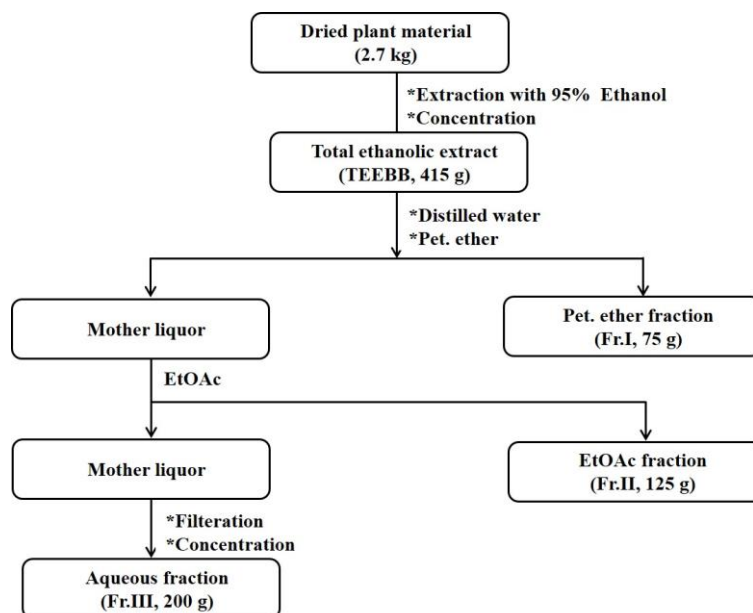 Dried plant material
(2.7 kg)
*Extraction with 95% Ethanol
*Concentration
Total ethanolic extract
(TEEBB, 415 g)
*Distilled water
*Pet. ether
Mother liquor
Pet. ether fraction
(Fr.I, 75 g)
EtOAc
Mother liquor
EtOAc fraction
(Fr.II, 125 g)
*Filteration
*Concentration
Aqueous fraction
(Fr.III, 200 g)